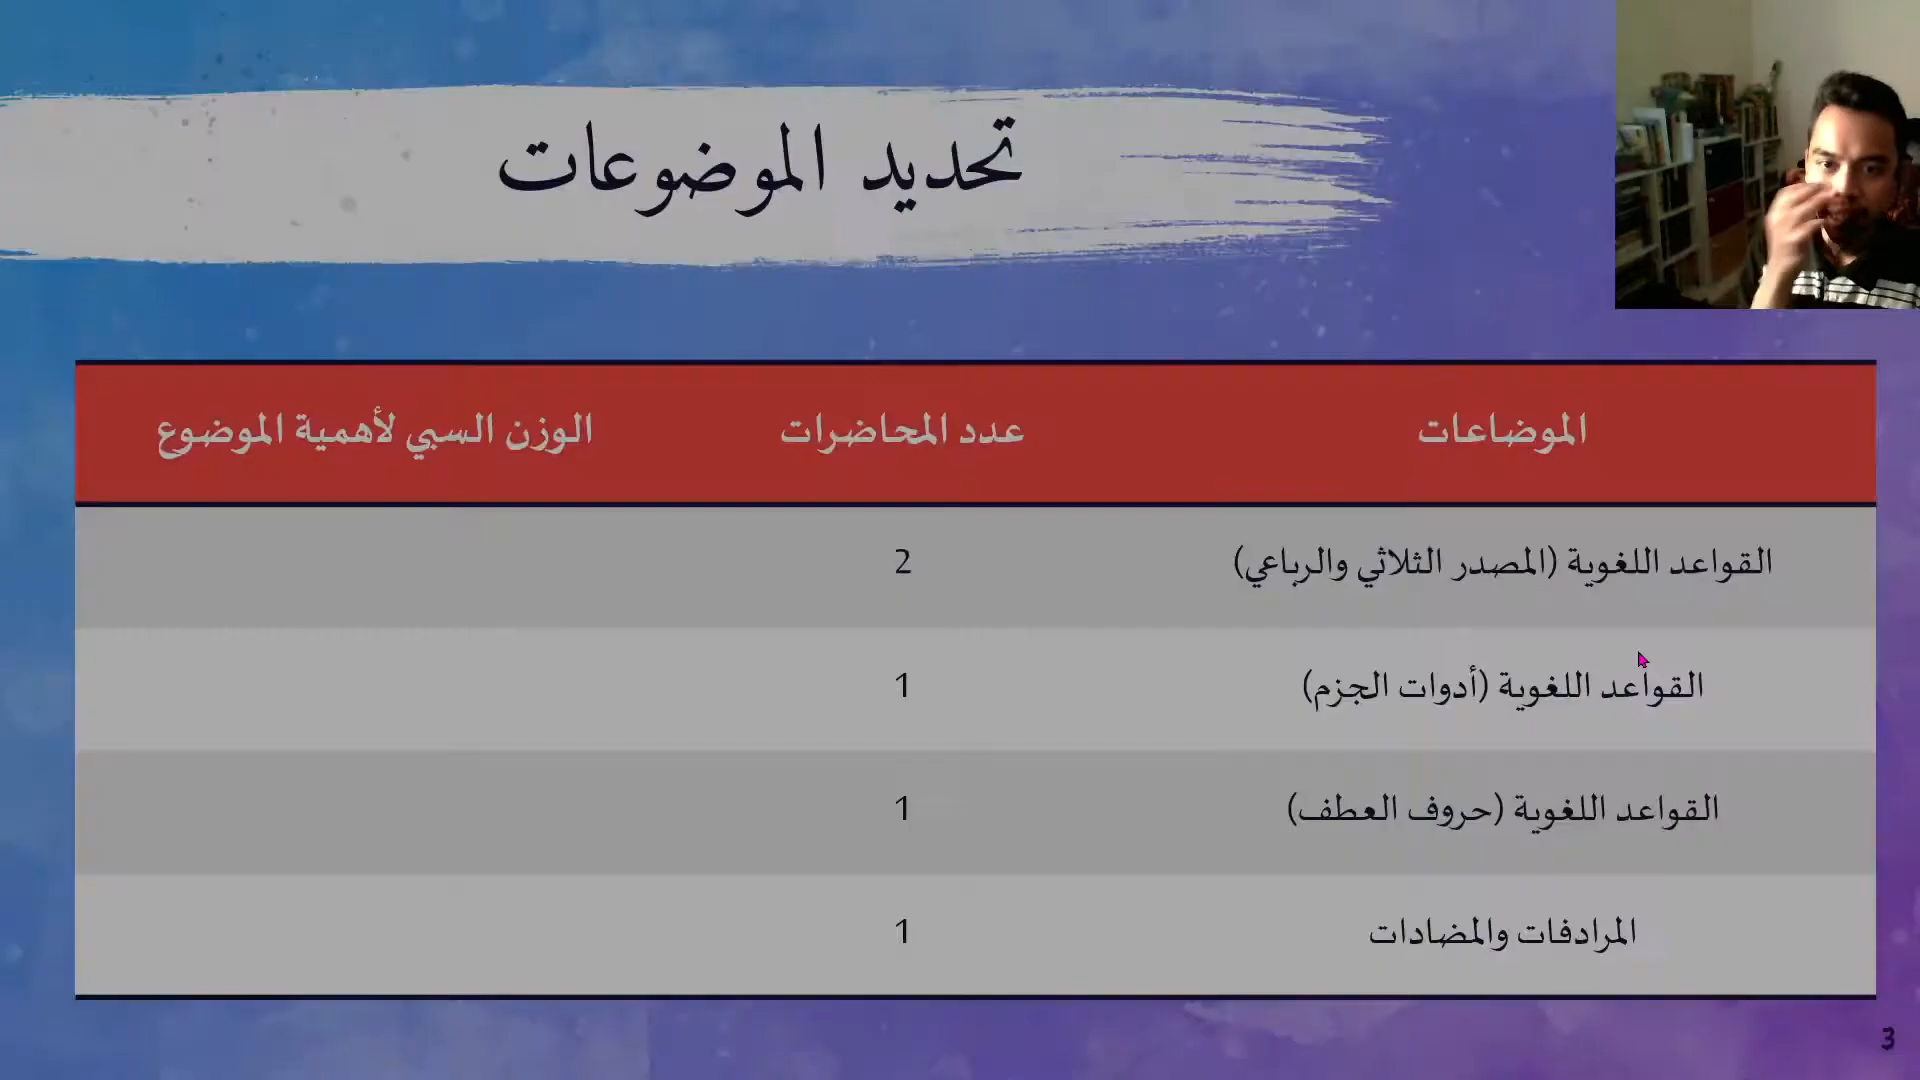 تحديد الموضوعات
الموضاعات عدد المحاضرات الوزن السبي لأهمية الموضوع
القواعد اللغوية (المصدر الثلاثي والرباعي) 2
القواعد اللغوية (أدوات الجزم) 1
القواعد اللغوية (حروف العطف) 1
المرادفات والمضادات 1
3